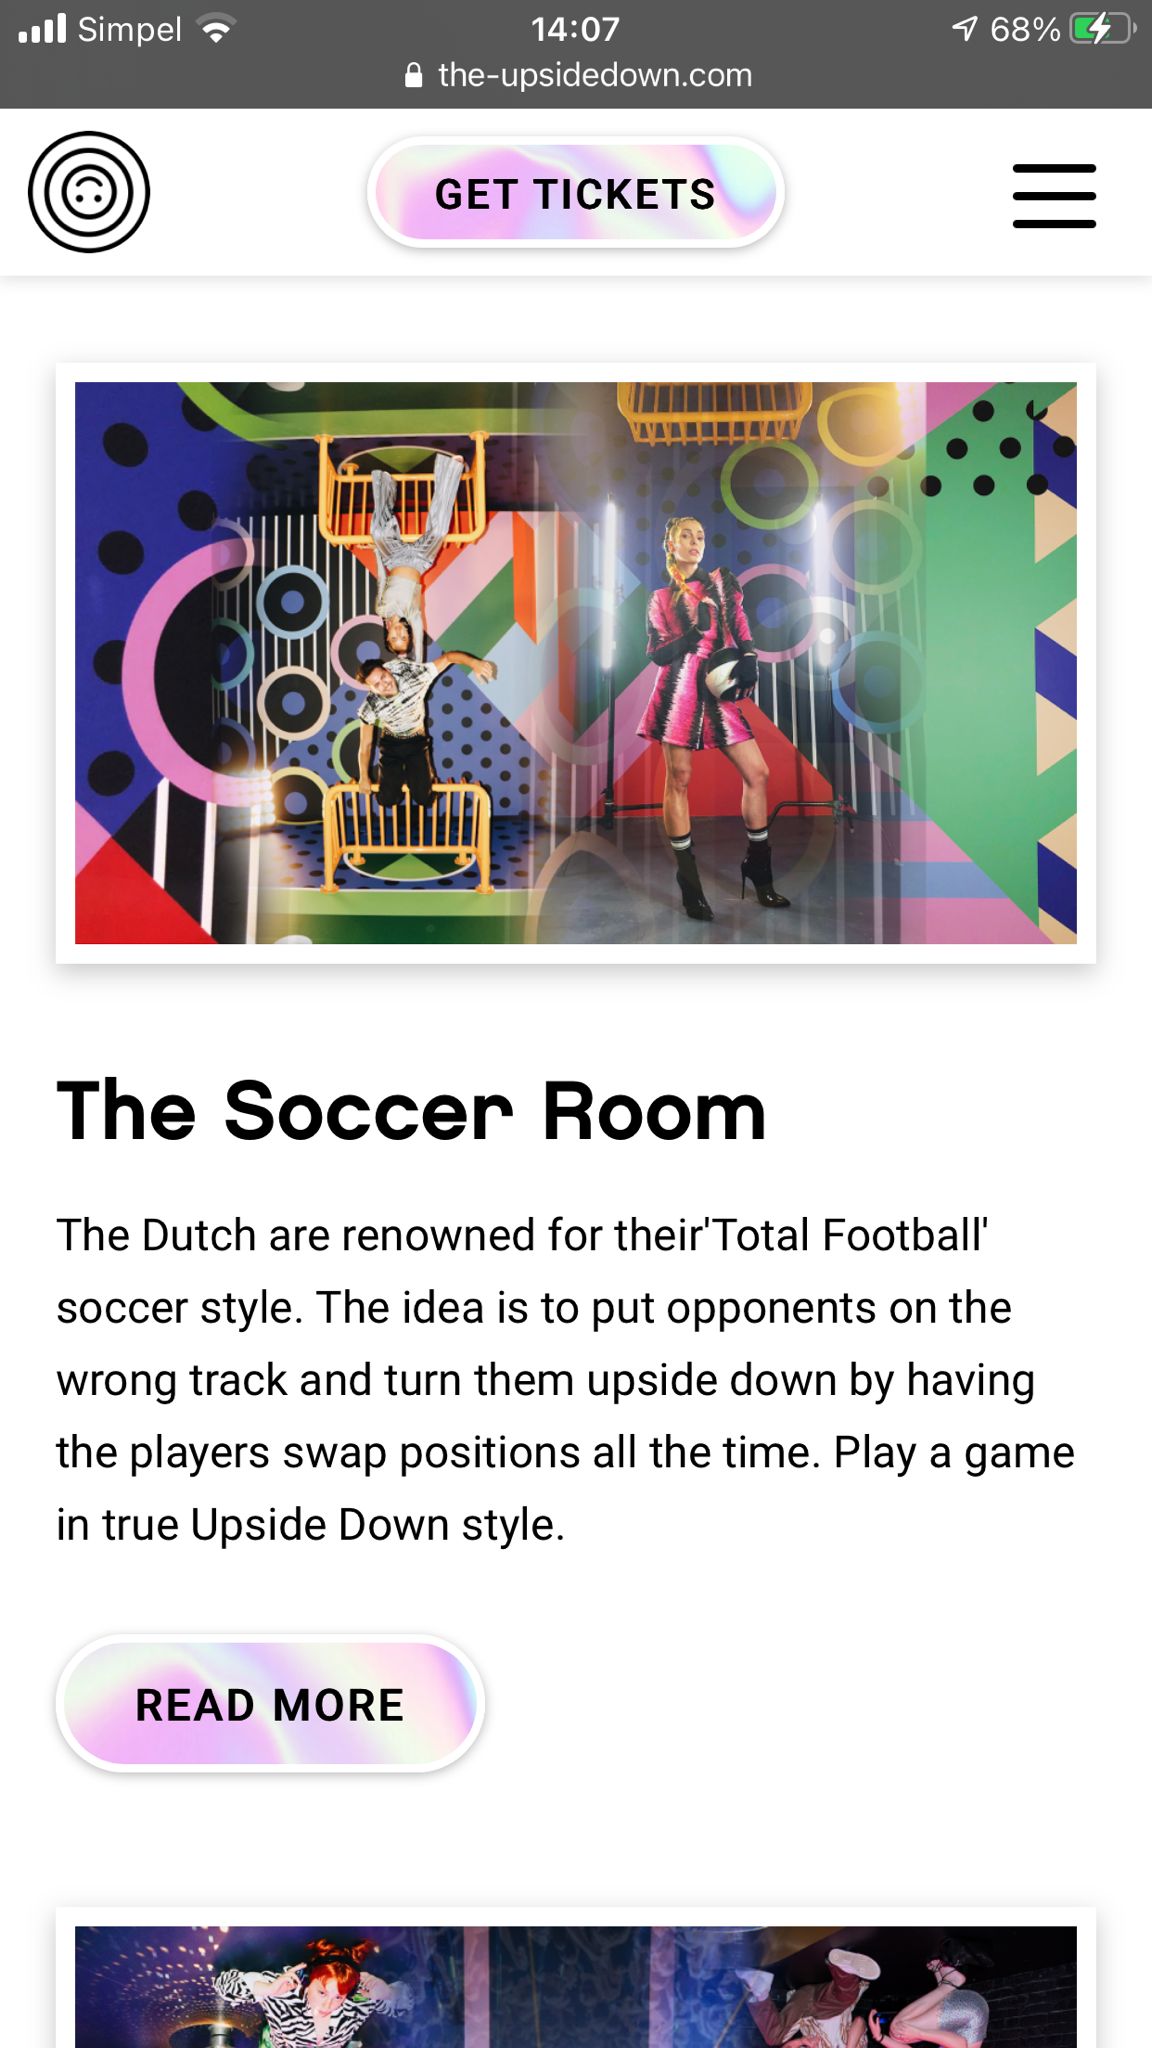 Simpel 14:07 68%
the-upsidedown.com
GET TICKETS
The Soccer Room
The Dutch are renowned for their'Total Football'
soccer style. The idea is to put opponents on the
wrong track and turn them upside down by having
the players swap positions all the time. Play a game
in true Upside Down style.
READ MORE